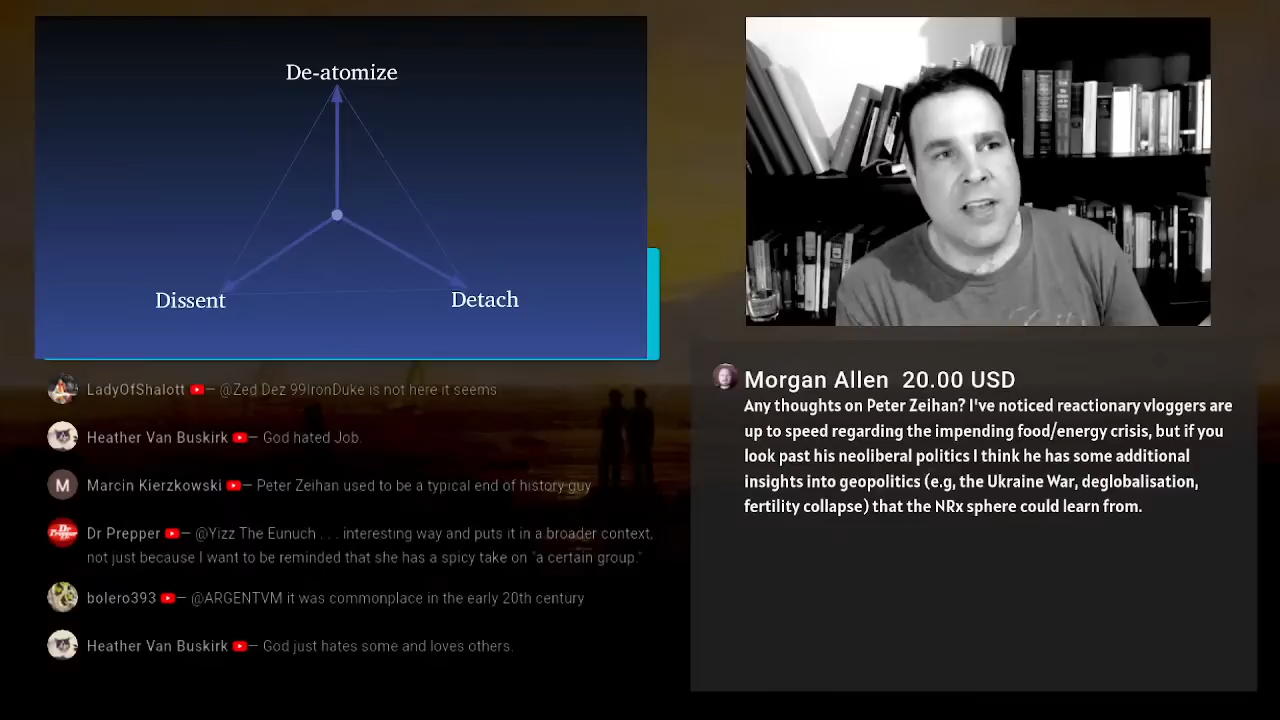 De-atomize
Dissent
Detach
LadyOfShalott — @Zed Dez 99IronDuke is not here it seems
Heather Van Buskirk — God hated Job.
M
Marcin Kierzkowski — Peter Zeihan used to be a typical end of history guy
Dr Prepper — @Yizz The Eunuch . . . interesting way and puts it in a broader context,
not just because I want to be reminded that she has a spicy take on "a certain group."
bolero393 — @ARGENTVM it was commonplace in the early 20th century
Heather Van Buskirk — God just hates some and loves others.
Morgan Allen 20.00 USD
Any thoughts on Peter Zeihan? I've noticed reactionary vloggers are
up to speed regarding the impending food/energy crisis, but if you
look past his neoliberal politics I think he has some additional
insights into geopolitics (e.g, the Ukraine War, deglobalisation,
fertility collapse) that the NRx sphere could learn from.